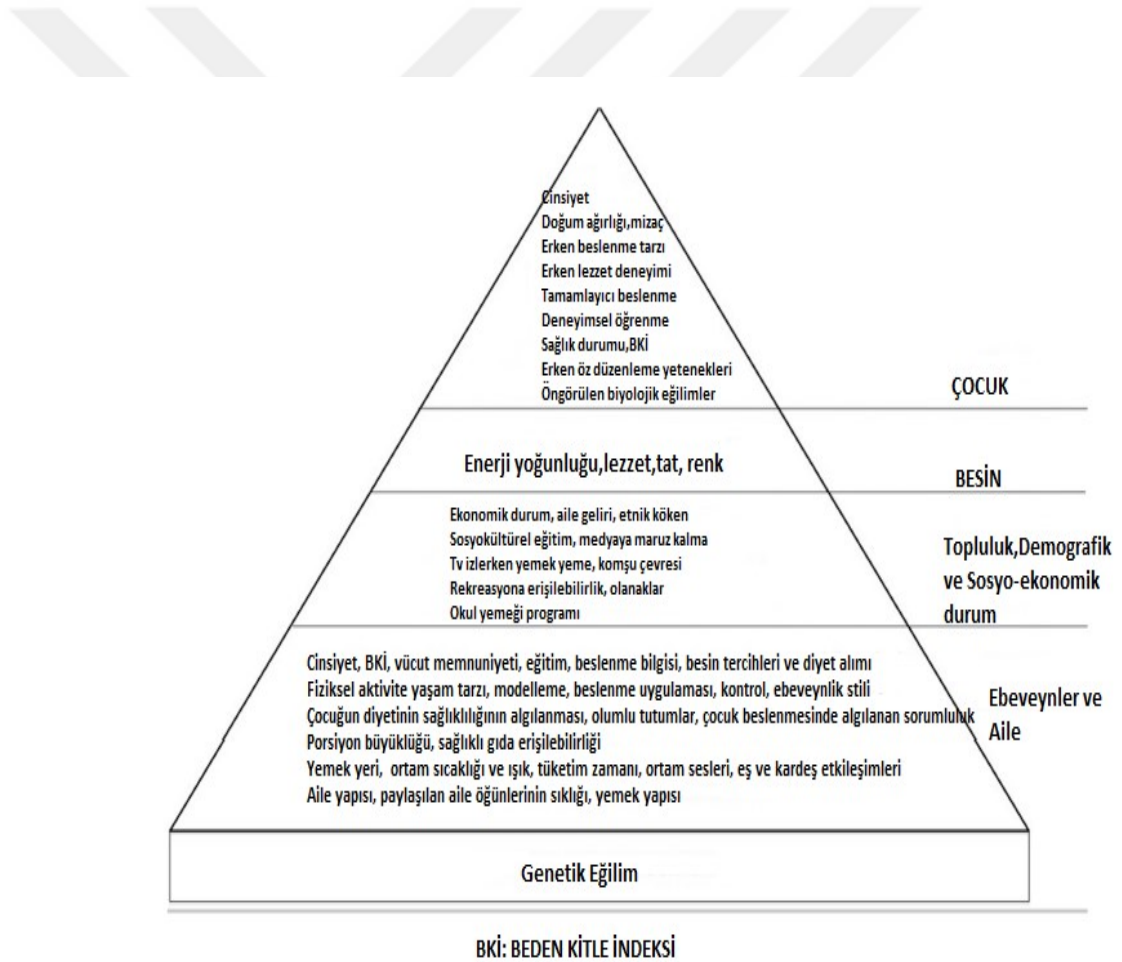 Cinsiyet
Doğum ağırlığı,mizaç
Erken beslenme tarzı
Erken lezzet deneyimi
Tamamlayıcı beslenme
Deneyimsel öğrenme
Sağlık durumu,BKİ
Erken öz düzenleme yetenekleri
Öngörülen biyolojik eğilimler
ÇOCUK
Enerji yoğunluğu,lezzet,tat, renk
BESİN
Ekonomik durum, aile geliri, etnik köken
Sosyokültürel eğitim, medyaya maruz kalma
Tv izlerken yemek yeme, komşu çevresi
Rekreasyona erişilebilirlik, olanaklar
Okul yemeği programı
Topluluk,Demografik
ve Sosyo-ekonomik
durum
Cinsiyet, BKİ, vücut memnuniyeti, eğitim, beslenme bilgisi, besin tercihleri ve diyet alımı
Fiziksel aktivite yaşam tarzı, modelleme, beslenme uygulaması, kontrol, ebeveynlik stili
Çocuğun diyetinin sağlıklılığının algılanması, olumlu tutumlar, çocuk beslenmesinde algılanan sorumluluk
Porsiyon büyüklüğü, sağlıklı gıda erişilebilirliği
Yemek yeri, ortam sıcaklığı ve ışık, tüketim zamanı, ortam sesleri, eş ve kardeş etkileşimleri
Aile yapısı, paylaşılan aile öğünlerinin sıklığı, yemek yapısı
Ebeveynler ve
Aile
Genetik Eğilim
BKİ: BEDEN KİTLE İNDEKSİ